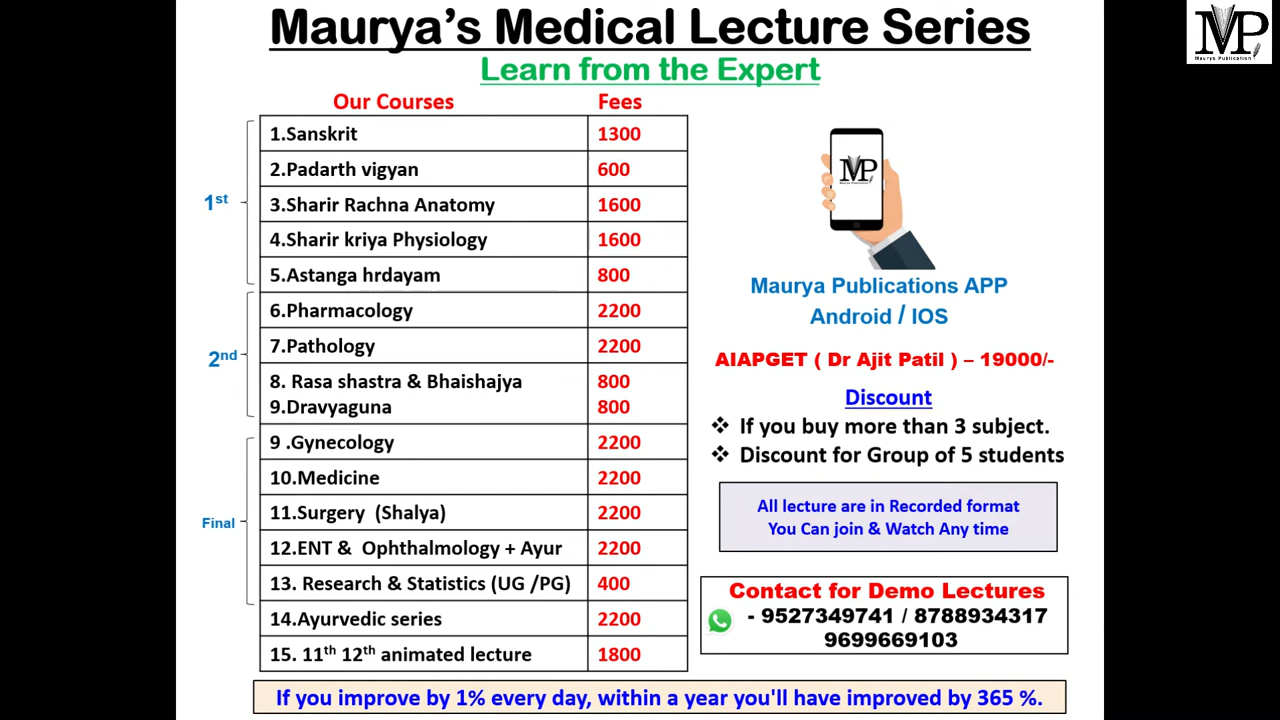 Maurya's Medical Lecture Series
MP
Maurya Publication
Learn from the Expert
Our Courses Fees
1st
1.Sanskrit 1300
2.Padarth vigyan 600
3.Sharir Rachna Anatomy 1600
4.Sharir kriya Physiology 1600
5.Astanga hrdayam 800
2nd
6.Pharmacology 2200
7.Pathology 2200
8. Rasa shastra & Bhaishajya 800
9.Dravyaguna 800
Final
9 .Gynecology 2200
10.Medicine 2200
11.Surgery (Shalya) 2200
12.ENT & Ophthalmology + Ayur 2200
13. Research & Statistics (UG /PG) 400
14.Ayurvedic series 2200
15. 11th 12th animated lecture 1800
MP
Maurya Publication
Maurya Publications APP
Android / IOS
AIAPGET ( Dr Ajit Patil ) – 19000/-
Discount
❖ If you buy more than 3 subject.
❖ Discount for Group of 5 students
All lecture are in Recorded format
You Can join & Watch Any time
Contact for Demo Lectures
- 9527349741 / 8788934317
9699669103
If you improve by 1% every day, within a year you'll have improved by 365 %.